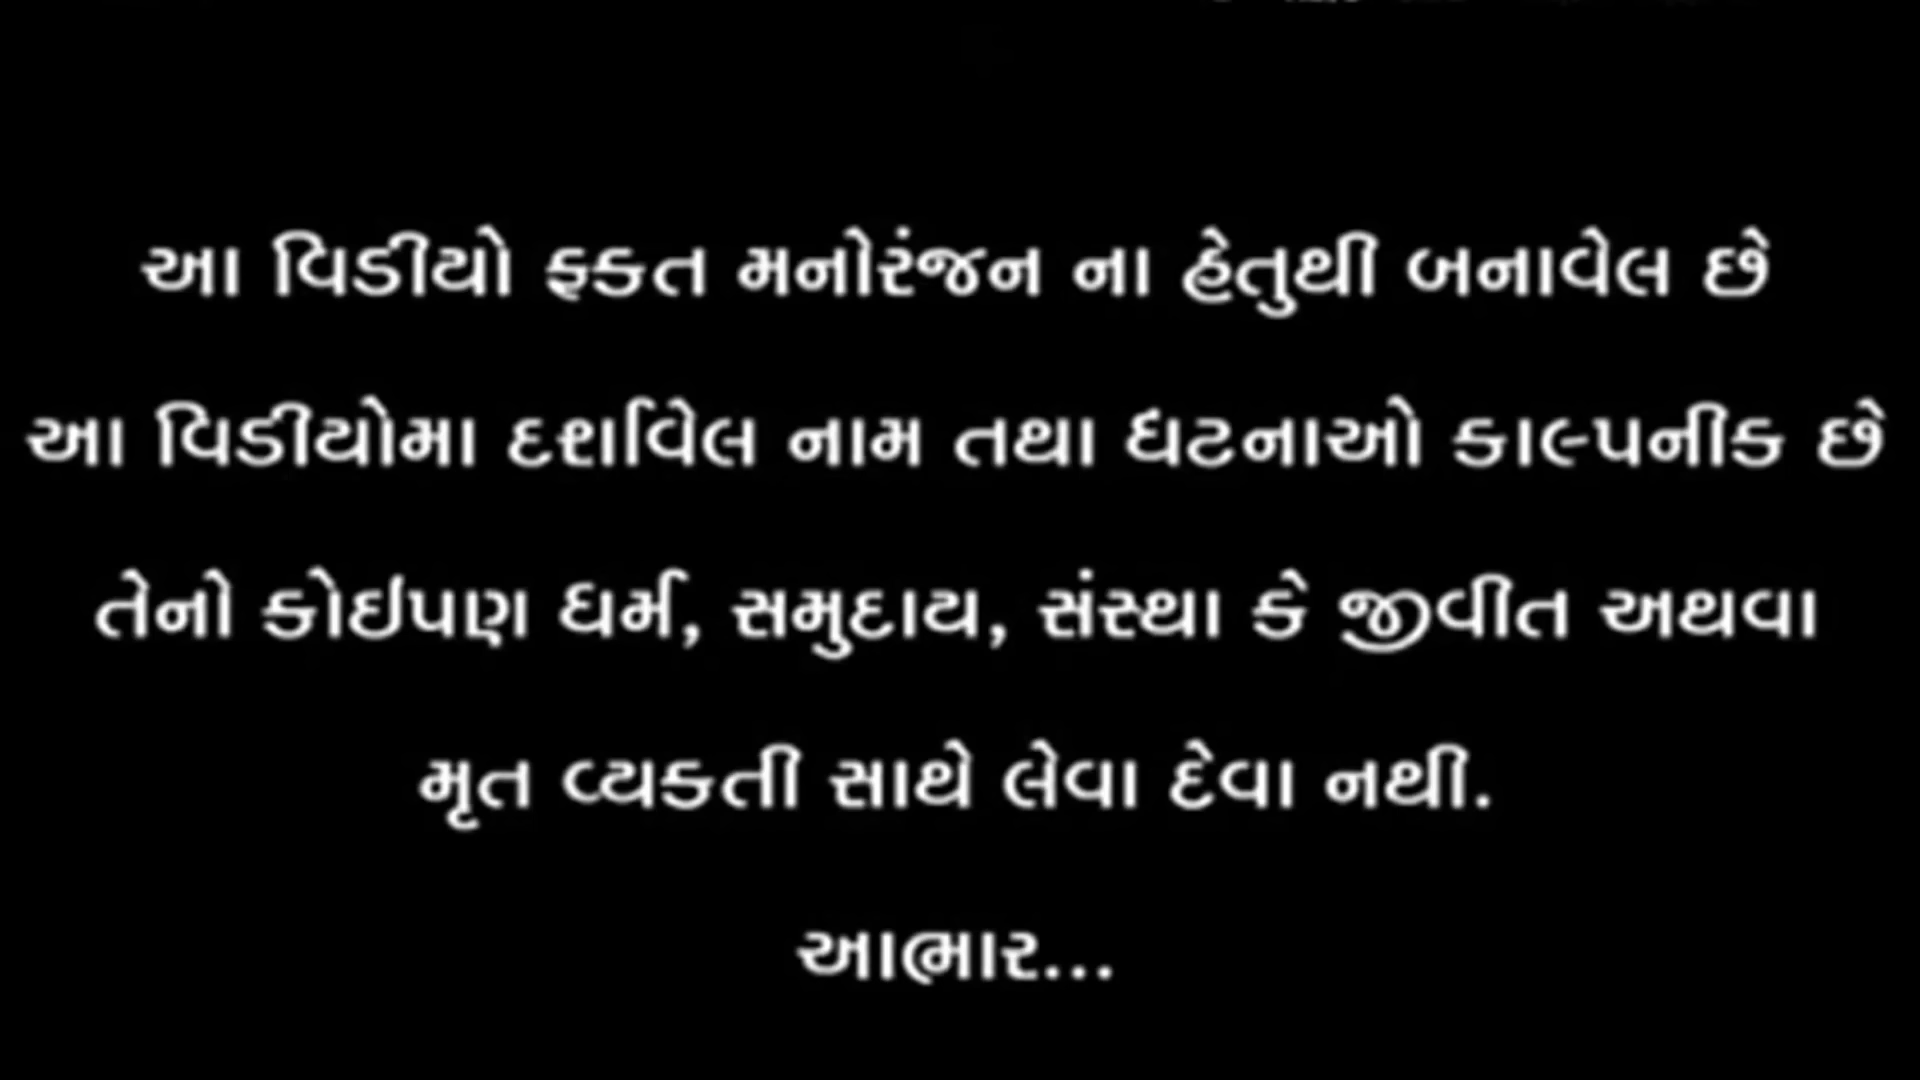 આ વિડીયો ફક્ત મનોરંજન ના હેતુથી બનાવેલ છે
આ વિડીયોમા દર્શાવેલ નામ તથા ઘટનાઓ કાલ્પનીક છે
તેનો કોઇપણ ધર્મ, સમુદાય, સંસ્થા કે જીવીત અથવા
મૃત વ્યકતી સાથે લેવા દેવા નથી.
આભાર...